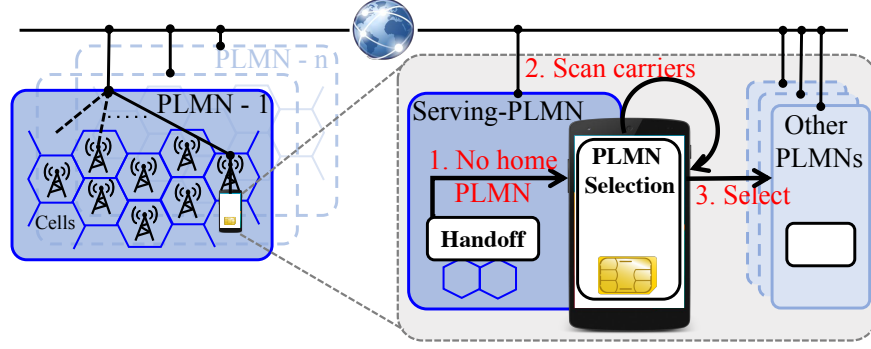 PLMN - n
PLMN - 1
......
Cells
2. Scan carriers
Serving-PLMN
1. No home
PLMN
Handoff
PLMN
Selection
3. Select
Other
PLMNs